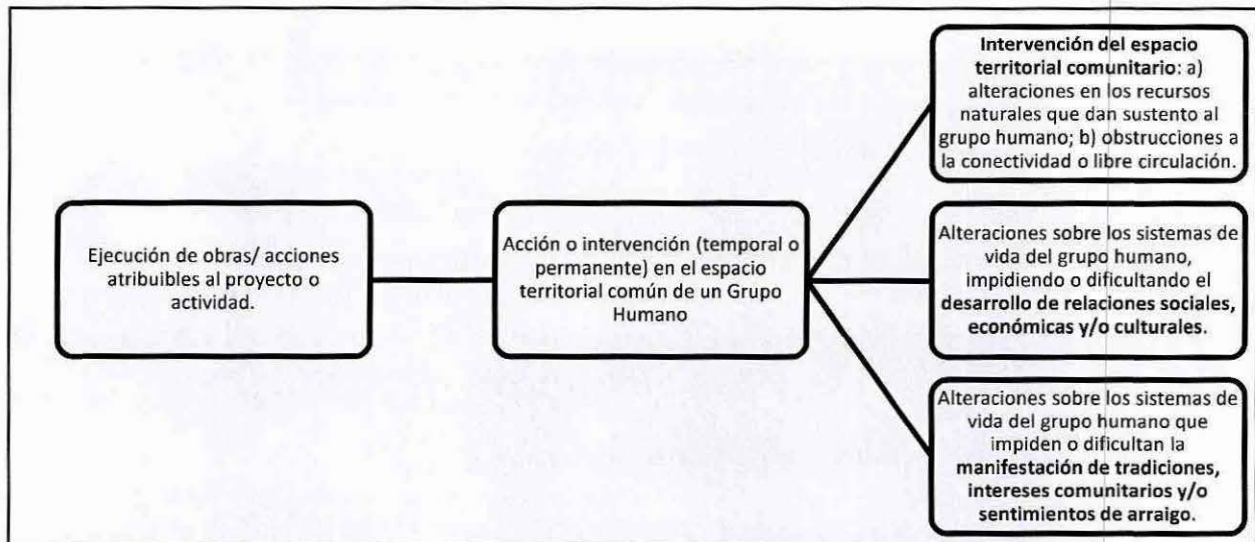 Intervención del espacio
territorial comunitario: a)
alteraciones en los recursos
naturales que dan sustento al
grupo humano; b) obstrucciones a
la conectividad o libre circulación.
Ejecución de obras/ acciones
atribuibles al proyecto o
actividad.
Acción o intervención (temporal o
permanente) en el espacio
territorial común de un Grupo
Humano
Alteraciones sobre los sistemas de
vida del grupo humano,
impidiendo o dificultando el
desarrollo de relaciones sociales,
económicas y/o culturales.
Alteraciones sobre los sistemas de
vida del grupo humano que
impiden o dificultan la
manifestación de tradiciones,
intereses comunitarios y/o
sentimientos de arraigo.